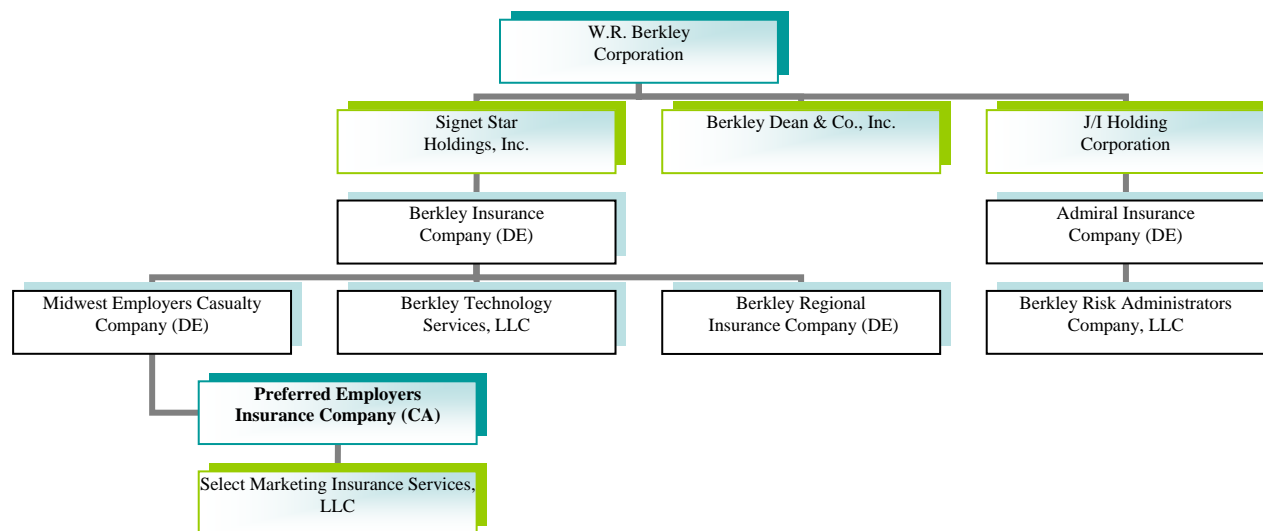 W.R. Berkley
Corporation
Signet Star
Holdings, Inc.
Berkley Dean & Co., Inc.
J/I Holding
Corporation
Berkley Insurance
Company (DE)
Admiral Insurance
Company (DE)
Midwest Employers Casualty
Company (DE)
Berkley Technology
Services, LLC
Berkley Regional
Insurance Company (DE)
Berkley Risk Administrators
Company, LLC
Preferred Employers
Insurance Company (CA)
Select Marketing Insurance Services,
LLC